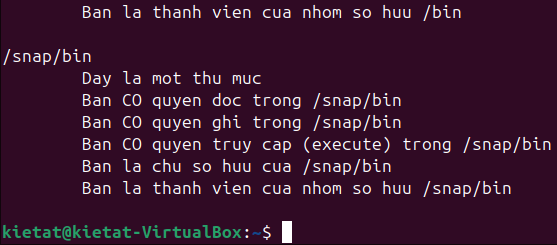 Ban la thanh vien cua nhom so huu /bin
/snap/bin
Day la mot thu muc
Ban CO quyen doc trong /snap/bin
Ban CO quyen ghi trong /snap/bin
Ban CO quyen truy cap (execute) trong /snap/bin
Ban la chu so huu cua /snap/bin
Ban la thanh vien cua nhom so huu /snap/bin
kietat@kietat-VirtualBox:~$